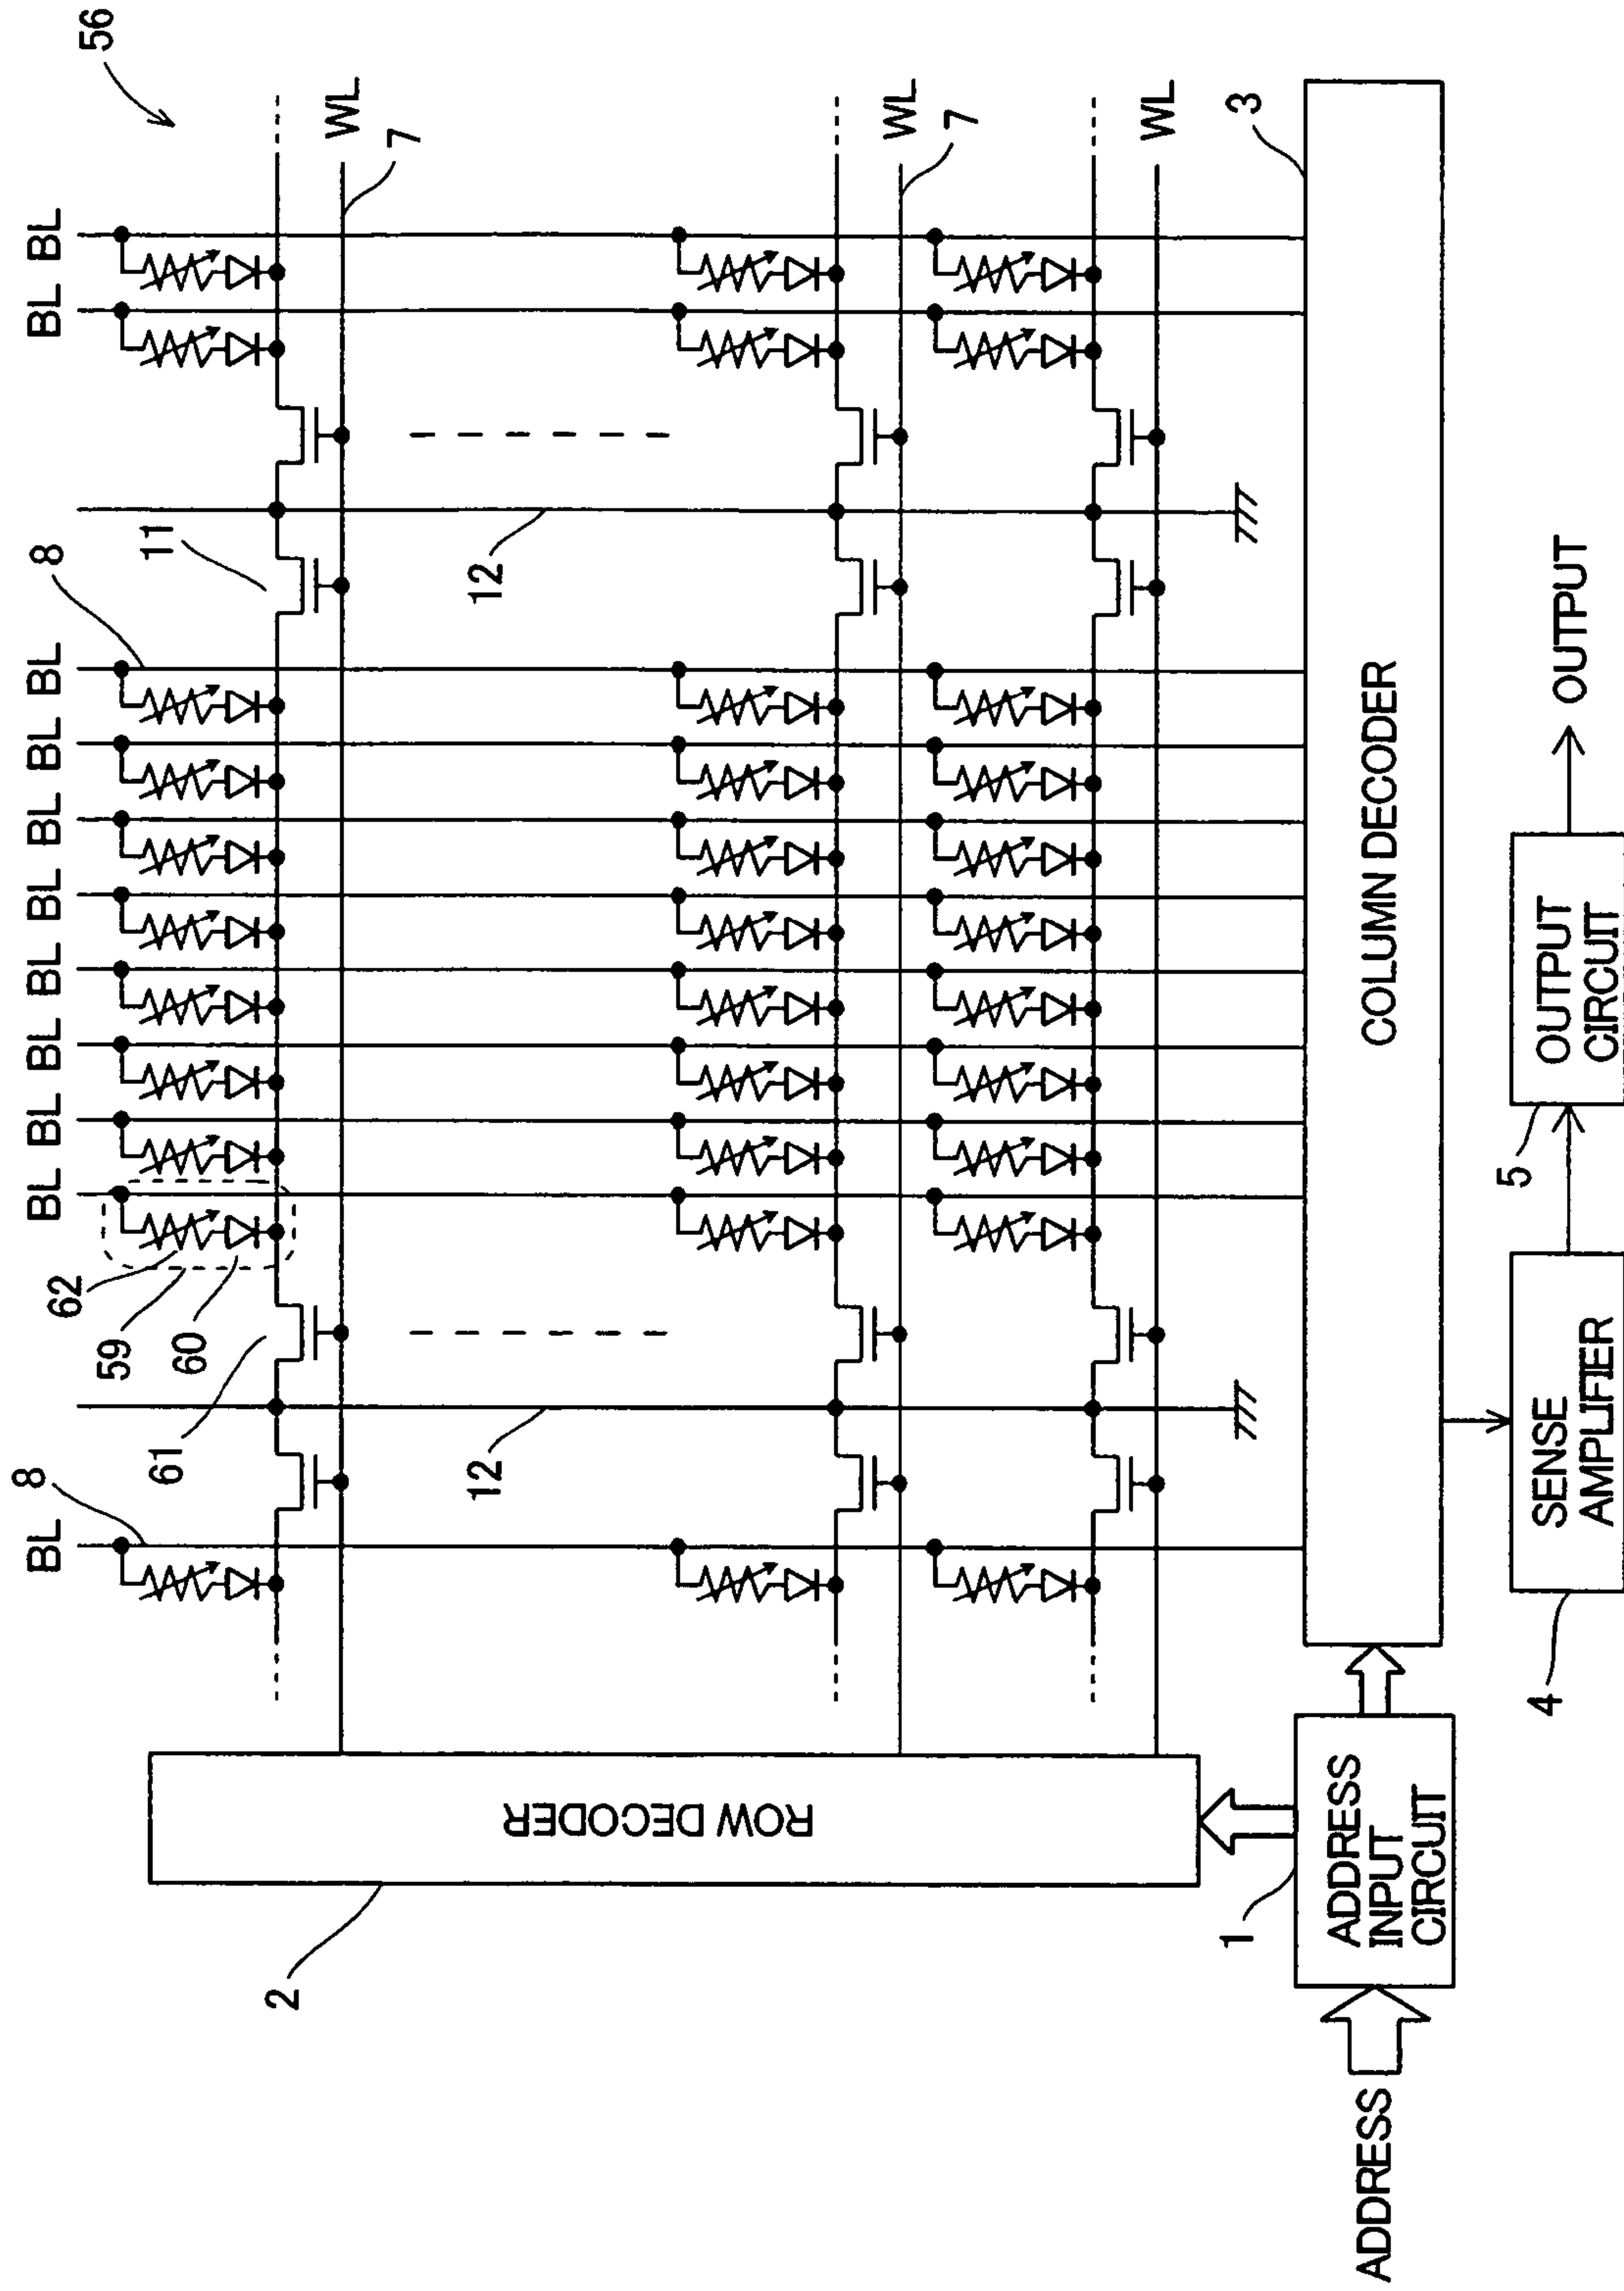 56
8
BL BL BL BL BL BL BL BL BL BL BL
8
62
59
60
61
11
WL
7
2
ROW DECODER
12
12
WL
7
WL
3
1
ADDRESS
ADDRESS
INPUT
CIRCUIT
COLUMN DECODER
4
SENSE
AMPLIFIER
5
OUTPUT
CIRCUIT
OUTPUT